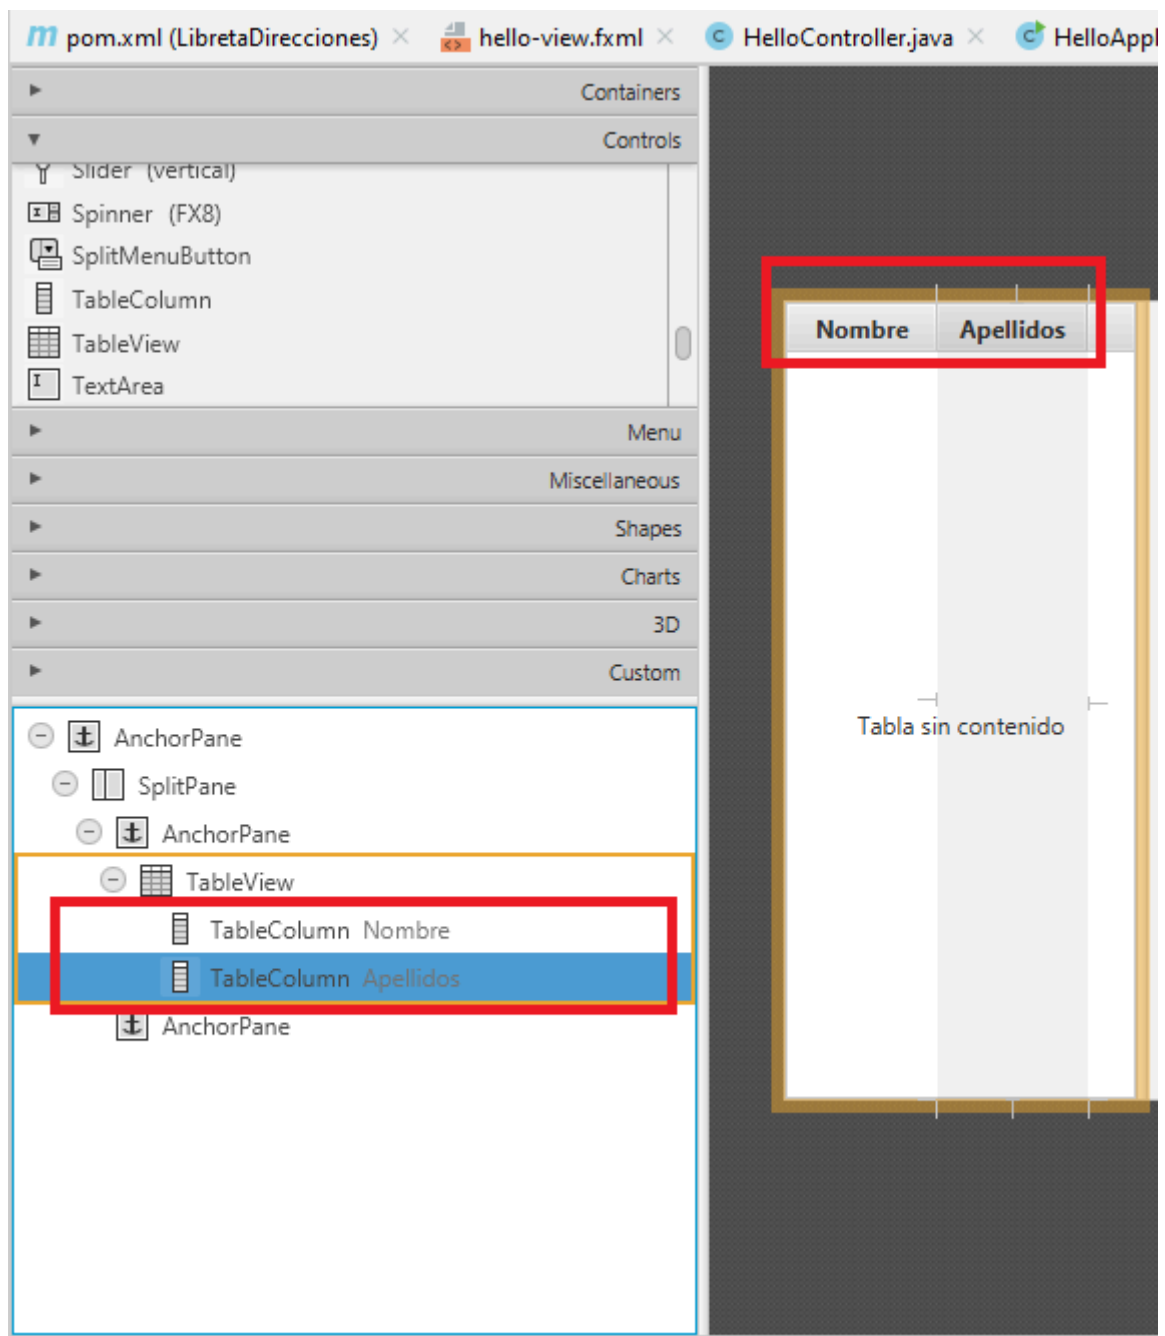 m pom.xml (LibretaDirecciones) × hello-view.fxml × C HelloController.java × C HelloAppl
Containers
Controls
Slider (vertical)
Spinner (FX8)
SplitMenuButton
TableColumn
TableView
TextArea
Menu
Miscellaneous
Shapes
Charts
3D
Custom
AnchorPane
SplitPane
AnchorPane
TableView
TableColumn Nombre
TableColumn Apellidos
AnchorPane
Nombre Apellidos
Tabla sin contenido